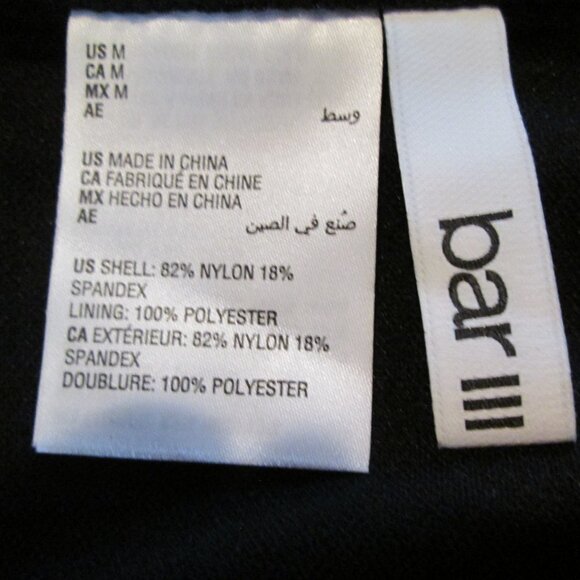 US M
CA M
MX M
AE وسط
US MADE IN CHINA
CA FABRIQUÉ EN CHINE
MX HECHO EN CHINA
AE صُنع في الصين
US SHELL: 82% NYLON 18%
SPANDEX
LINING: 100% POLYESTER
CA EXTÉRIEUR: 82% NYLON 18%
SPANDEX
DOUBLURE: 100% POLYESTER
bar III